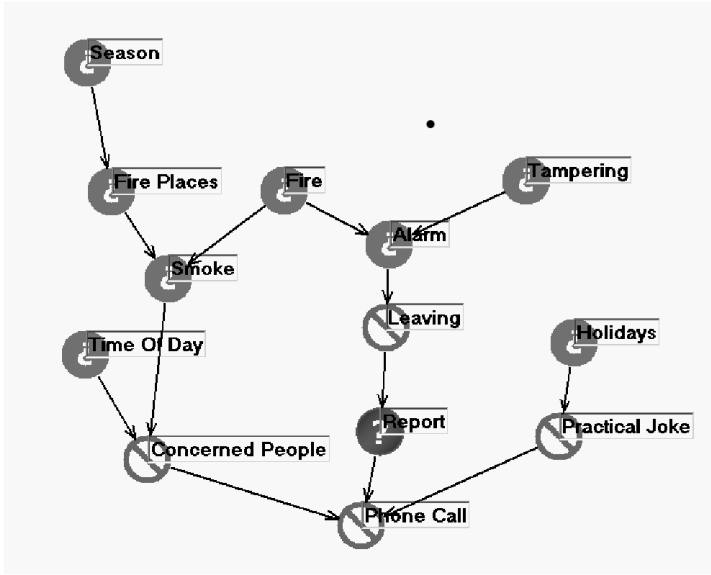 Season
Fire Places
Fire
Tampering
Alarm
Smoke
Leaving
Time Of Day
Holidays
Report
Practical Joke
Concerned People
Phone Call